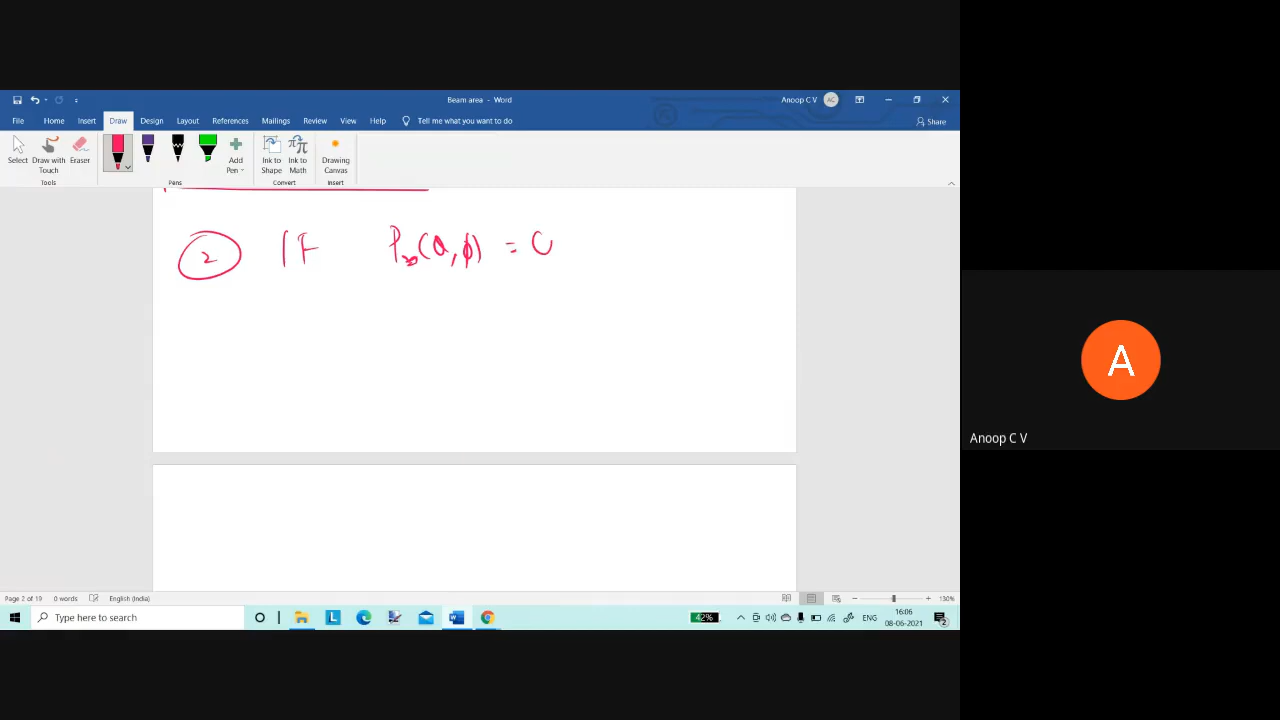 Beam area - Word
Anoop C V
AC
File Home Insert Draw Design Layout References Mailings Review View Help Tell me what you want to do
Share
Select Draw with Touch Eraser Add Pen Ink to Shape Ink to Math Drawing Canvas
Tools Pens Convert Insert
2 IF P (θ,φ) = C
A
Anoop C V
Page 2 of 19 0 words English (India) 130%
Type here to search
L
42%
ENG
16:06
08-06-2021
2